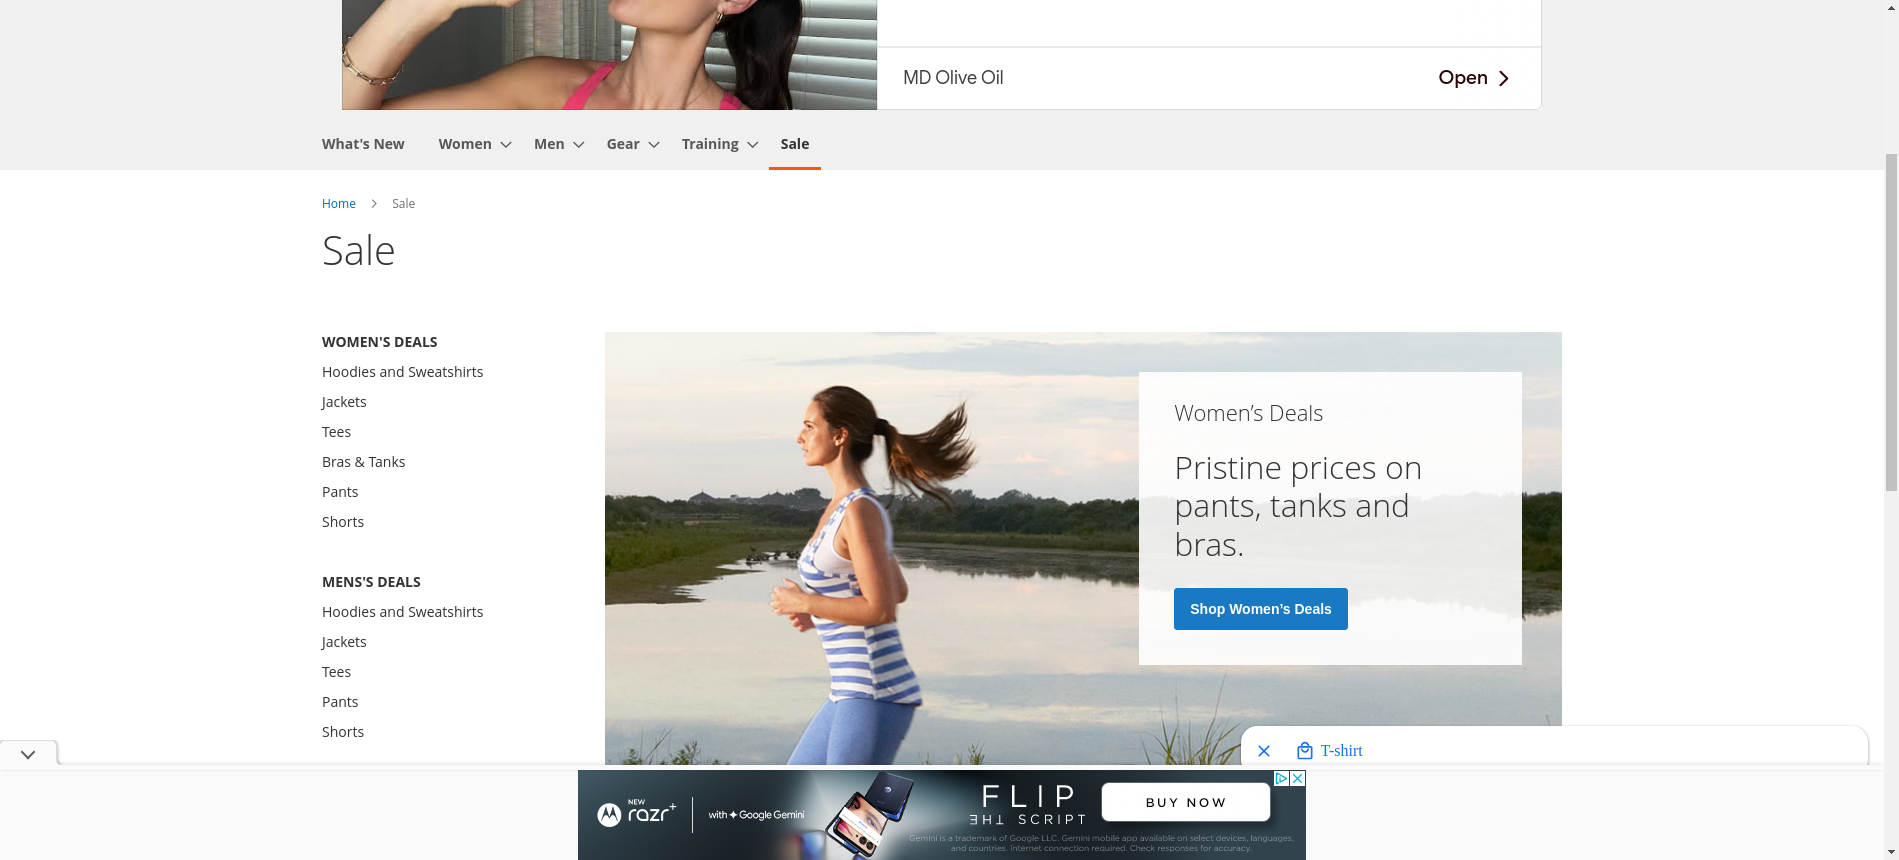 MD Olive Oil
Open
What's New
Women
Men
Gear
Training
Sale
Home
Sale
Sale
WOMEN'S DEALS
Hoodies and Sweatshirts
Jackets
Tees
Bras & Tanks
Pants
Shorts
MENS'S DEALS
Hoodies and Sweatshirts
Jackets
Tees
Pants
Shorts
Women’s Deals
Pristine prices on
pants, tanks and
bras.
Shop Women’s Deals
T-shirt
NEW
razr+
with Google Gemini
FLIP
THE SCRIPT
BUY NOW
Gemini is a trademark of Google LLC. Gemini mobile app available on select devices, languages,
and countries. Internet connection required. Check responses for accuracy.